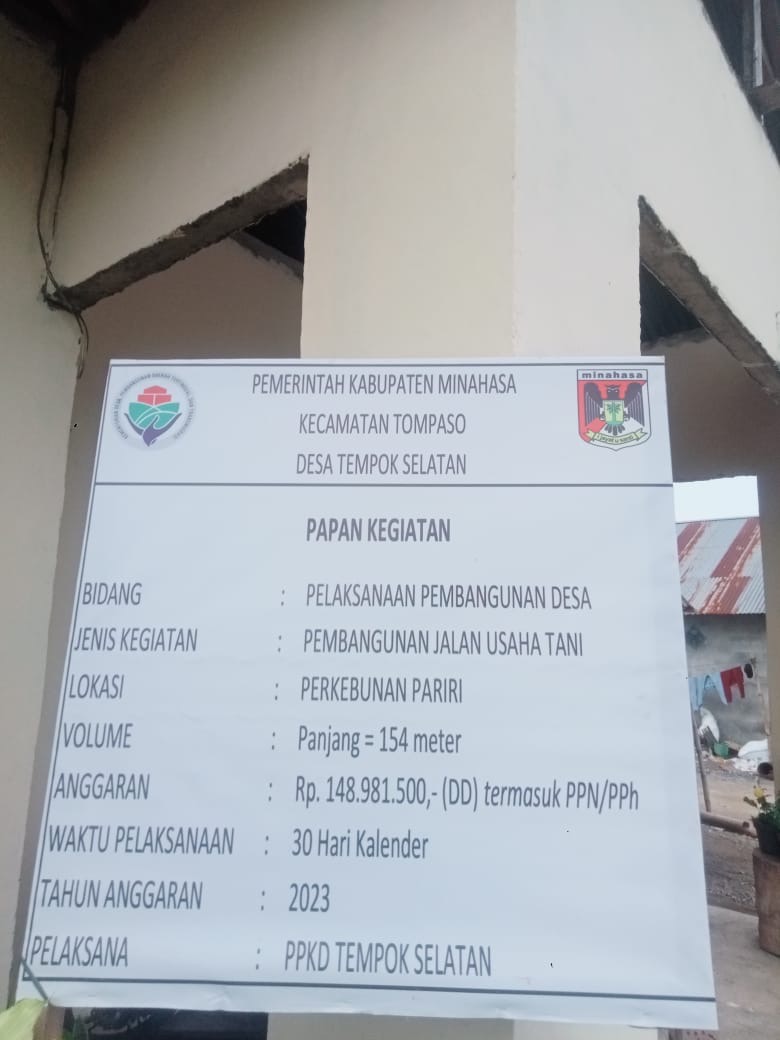 PEMERINTAH KABUPATEN MINAHASA
KECAMATAN TOMPASO
DESA TEMPOK SELATAN
minahasa
PAPAN KEGIATAN
BIDANG : PELAKSANAAN PEMBANGUNAN DESA
JENIS KEGIATAN : PEMBANGUNAN JALAN USAHA TANI
LOKASI : PERKEBUNAN PARIRI
VOLUME : Panjang = 154 meter
ANGGARAN : Rp. 148.981.500,- (DD) termasuk PPN/PPh
WAKTU PELAKSANAAN : 30 Hari Kalender
TAHUN ANGGARAN : 2023
PELAKSANA : PPKD TEMPOK SELATAN